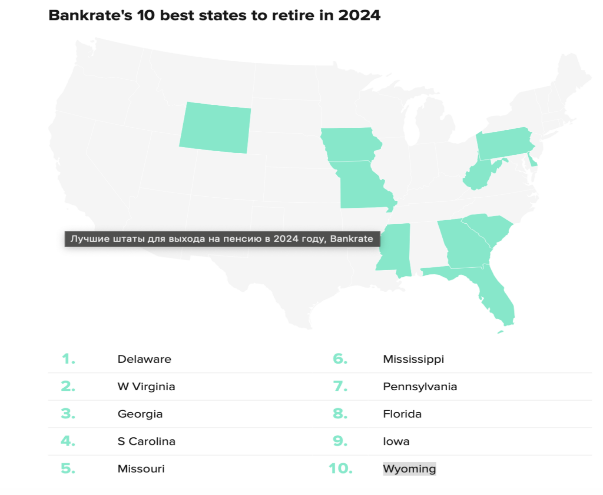 Bankrate's 10 best states to retire in 2024
Лучшие штаты для выхода на пенсию в 2024 году, Bankrate
1. Delaware
2. W Virginia
3. Georgia
4. S Carolina
5. Missouri
6. Mississippi
7. Pennsylvania
8. Florida
9. Iowa
10. Wyoming